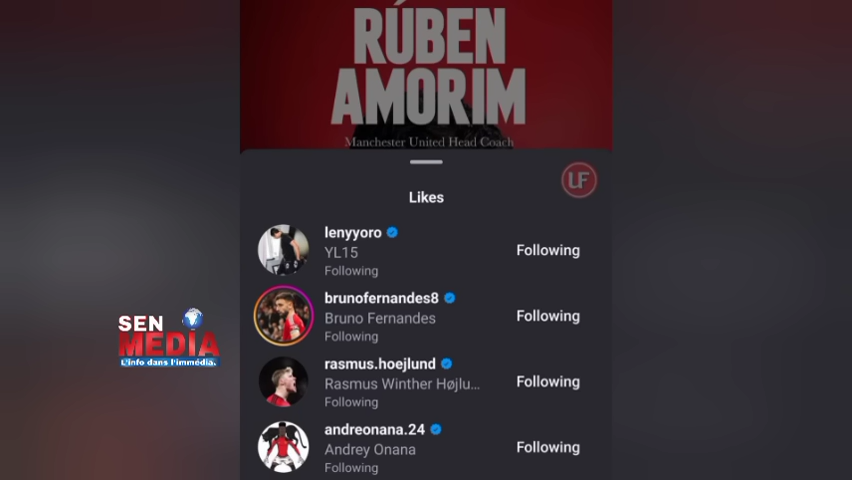 RÚBEN
AMORIM
Manchester United Head Coach
UF
Likes
lenyyoro
YL15
Following
Following
brunofernandes8
Bruno Fernandes
Following
Following
rasmus.hoejlund
Rasmus Winther Højlu...
Following
Following
andreonana.24
Andrey Onana
Following
Following
SEN
MEDIA
L'info dans l'immédia.